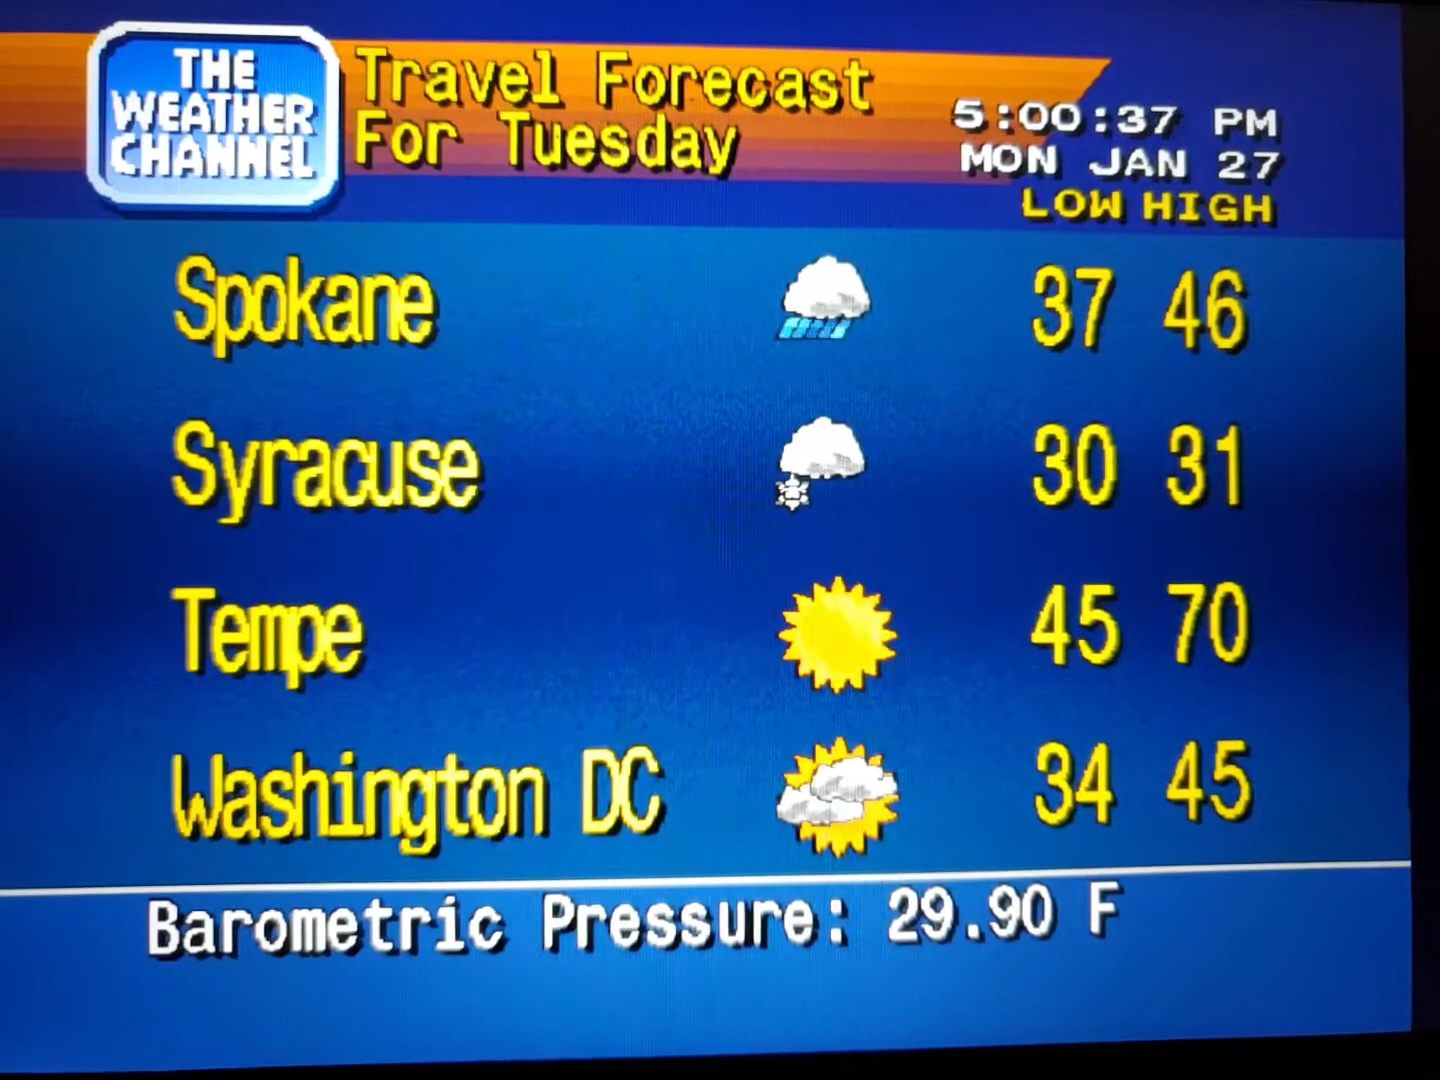 THE
WEATHER
CHANNEL
Travel Forecast
For Tuesday
5:00:37 PM
MON JAN 27
LOW HIGH
Spokane 37 46
Syracuse 30 31
Tempe 45 70
Washington DC 34 45
Barometric Pressure: 29.90 F